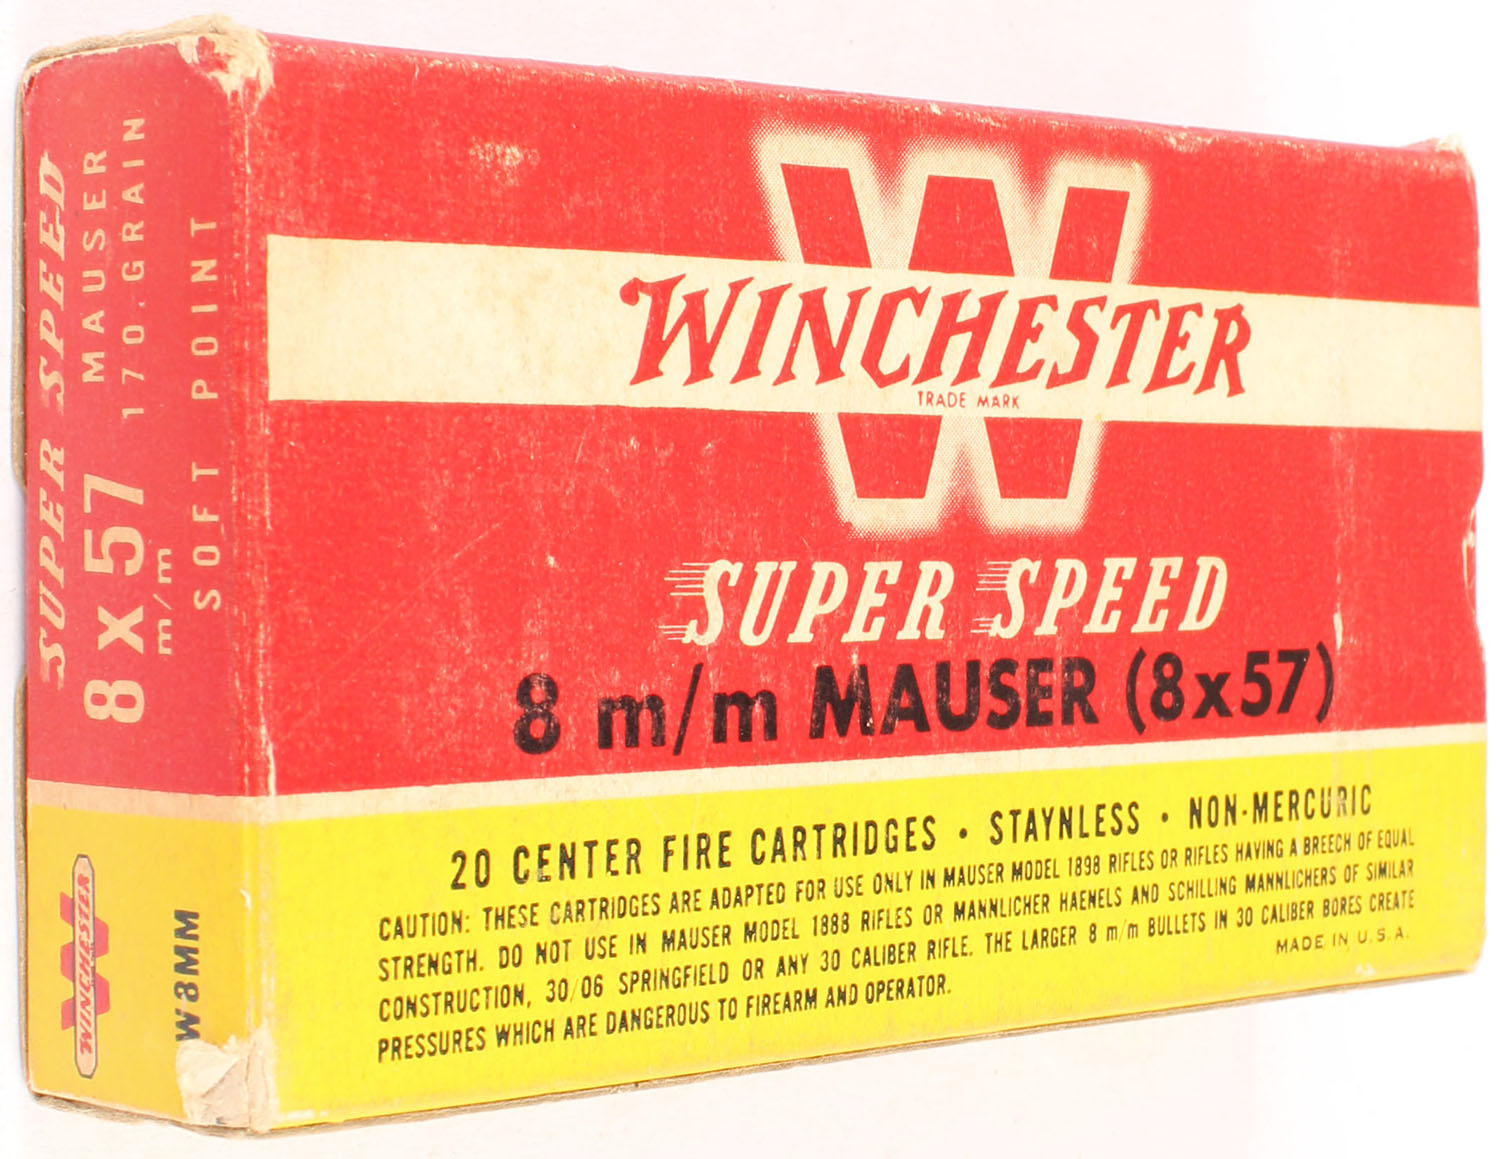 SUPER SPEED
8 x 57
m/m
MAUSER
170.GRAIN
SOFT POINT
WINCHESTER
W8MM
W
WINCHESTER
TRADE MARK
SUPER SPEED
8 m/m MAUSER (8x57)
20 CENTER FIRE CARTRIDGES • STAYNLESS • NON-MERCURIC
CAUTION: THESE CARTRIDGES ARE ADAPTED FOR USE ONLY IN MAUSER MODEL 1898 RIFLES OR RIFLES HAVING A BREECH OF EQUAL
STRENGTH. DO NOT USE IN MAUSER MODEL 1888 RIFLES OR MANNLICHER HAENELS AND SCHILLING MANNLICHERS OF SIMILAR
CONSTRUCTION, 30/06 SPRINGFIELD OR ANY 30 CALIBER RIFLE. THE LARGER 8 m/m BULLETS IN 30 CALIBER BORES CREATE
PRESSURES WHICH ARE DANGEROUS TO FIREARM AND OPERATOR.
MADE IN U.S.A.